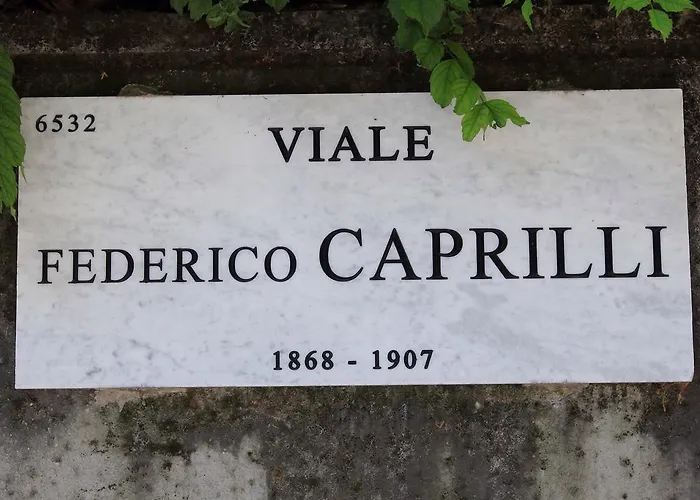 6532
VIALE
FEDERICO CAPRILLI
1868 - 1907